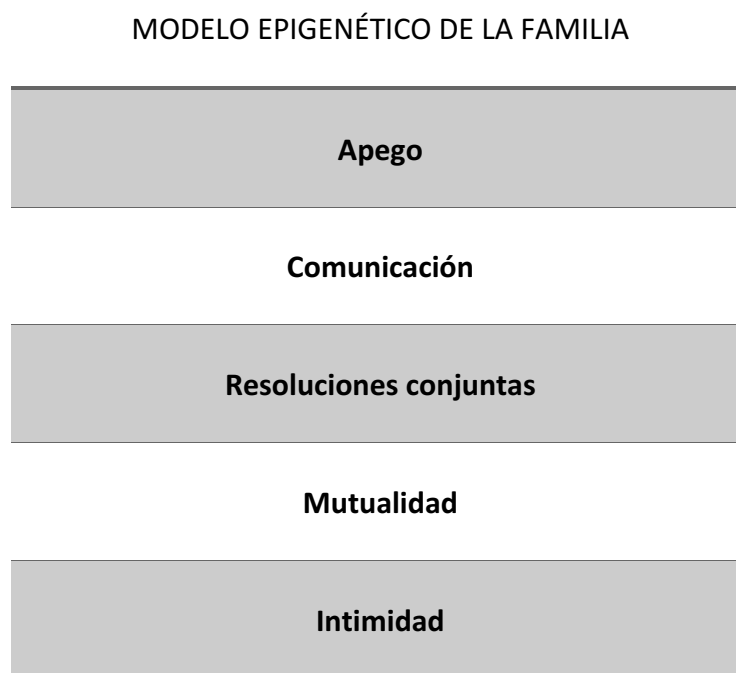 MODELO EPIGENÉTICO DE LA FAMILIA
Apego
Comunicación
Resoluciones conjuntas
Mutualidad
Intimidad